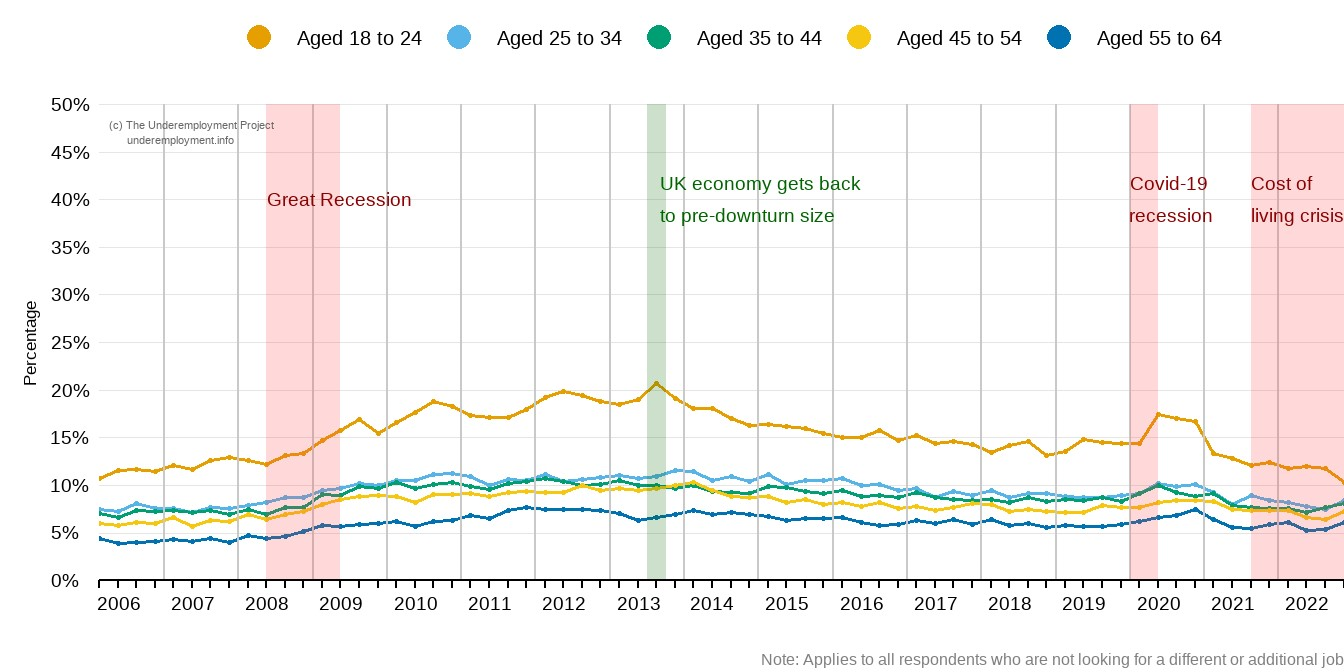 Aged 18 to 24 Aged 25 to 34 Aged 35 to 44 Aged 45 to 54 Aged 55 to 64
50%
(c) The Underemployment Project
underemployment.info
45%
UK economy gets back
Covid-19
Cost of
40%
Great Recession
to pre-downturn size
recession
living crisis
35%
30%
25%
20%
15%
10%
5%
0%
Percentage
2006 2007 2008 2009 2010 2011 2012 2013 2014 2015 2016 2017 2018 2019 2020 2021 2022
Note: Applies to all respondents who are not looking for a different or additional job